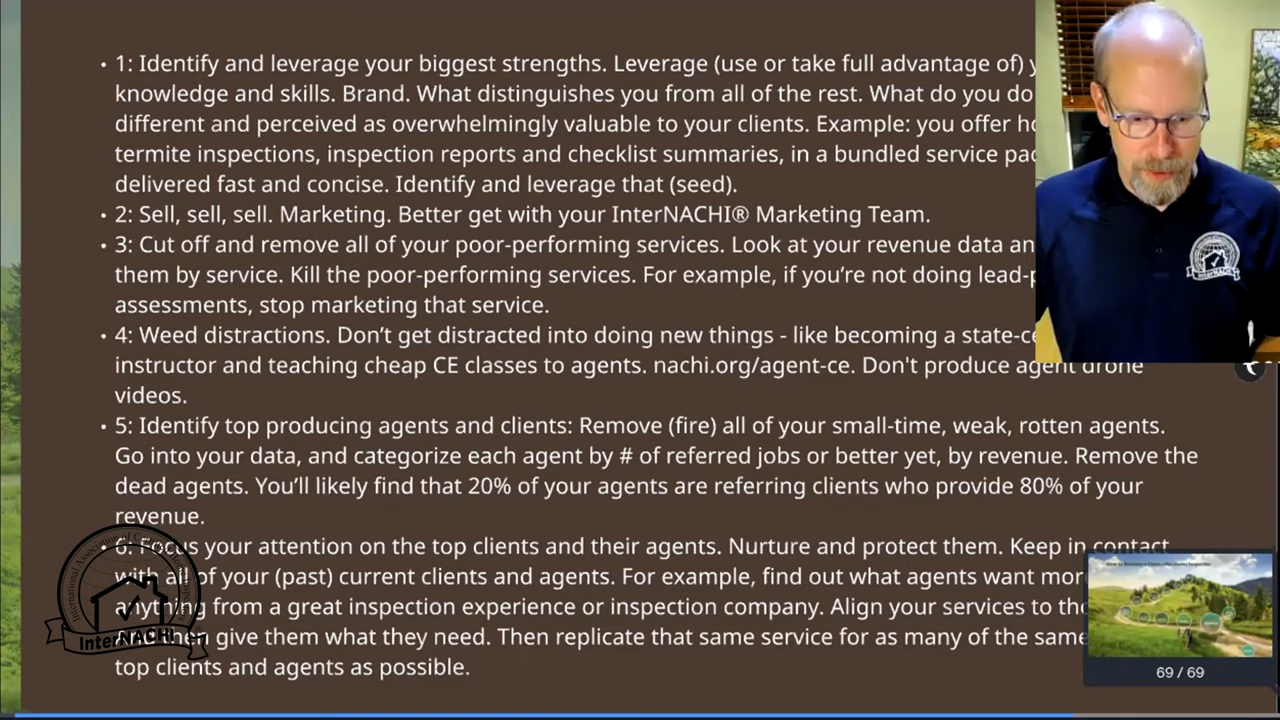 • 1: Identify and leverage your biggest strengths. Leverage (use or take full advantage of)
knowledge and skills. Brand. What distinguishes you from all of the rest. What do you do
different and perceived as overwhelmingly valuable to your clients. Example: you offer
termite inspections, inspection reports and checklist summaries, in a bundled service
delivered fast and concise. Identify and leverage that (seed).
• 2: Sell, sell, sell. Marketing. Better get with your InterNACHI® Marketing Team.
• 3: Cut off and remove all of your poor-performing services. Look at your revenue data
them by service. Kill the poor-performing services. For example, if you’re not doing
assessments, stop marketing that service.
• 4: Weed distractions. Don’t get distracted into doing new things - like becoming a
instructor and teaching cheap CE classes to agents. nachi.org/agent-ce. Don't produce agent drone
videos.
• 5: Identify top producing agents and clients: Remove (fire) all of your small-time, weak, rotten agents.
Go into your data, and categorize each agent by # of referred jobs or better yet, by revenue. Remove the
dead agents. You’ll likely find that 20% of your agents are referring clients who provide 80% of your
revenue.
• 6: Focus your attention on the top clients and their agents. Nurture and protect them. Keep in contact
with all of your (past) current clients and agents. For example, find out what agents want
anything from a great inspection experience or inspection company. Align your services to
and then give them what they need. Then replicate that same service for as many of the same
top clients and agents as possible.
InterNACHI
InterNACHI
69 / 69